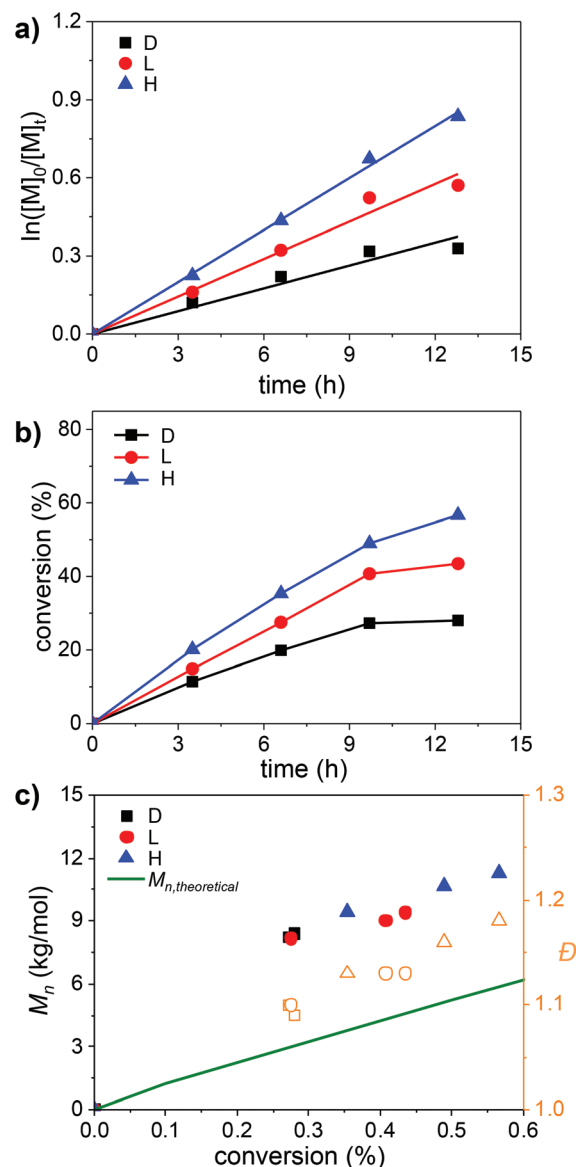 a)
D
L
H
1.2
0.9
0.6
0.3
0.0
ln([M]0/[M]t)
0 3 6 9 12 15
time (h)
b)
D
L
H
80
60
40
20
0
conversion (%)
0 3 6 9 12 15
time (h)
c)
D
L
H
Mn,theoretical
15
12
9
6
3
0
Mn (kg/mol)
1.3
1.2
1.1
1.0
Đ
0.0 0.1 0.2 0.3 0.4 0.5 0.6
conversion (%)